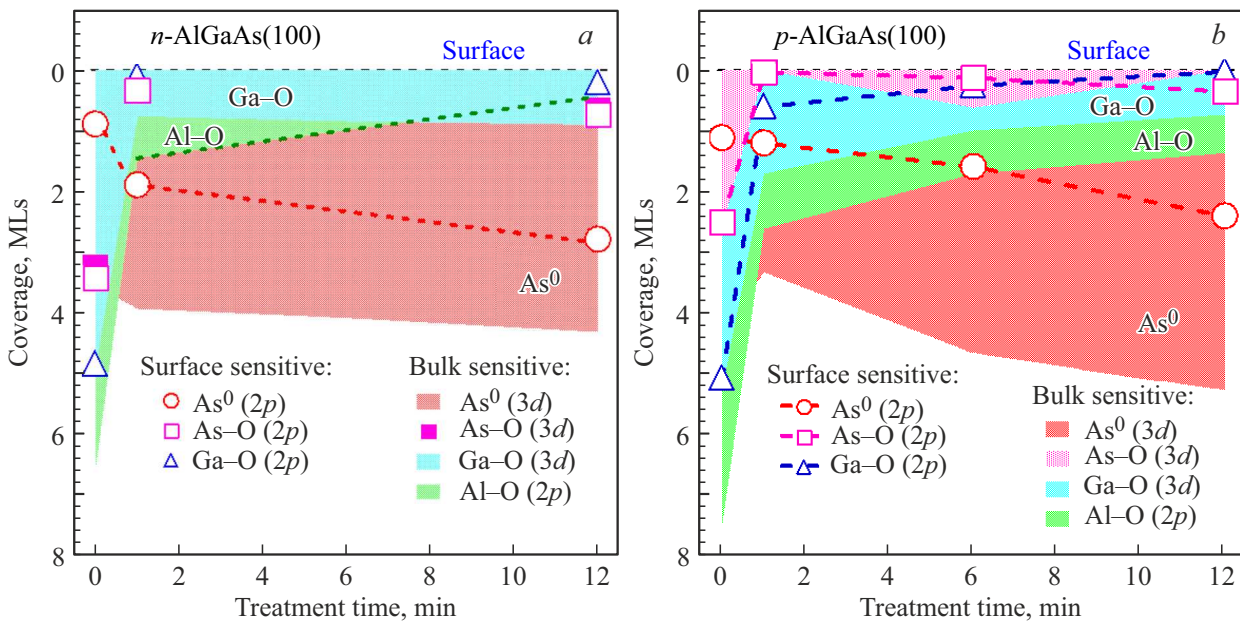 n-AlGaAs(100)
a
Surface
Ga–O
Al–O
As⁰
Surface sensitive:
As⁰ (2p)
As–O (2p)
Ga–O (2p)
Bulk sensitive:
As⁰ (3d)
As–O (3d)
Ga–O (3d)
Al–O (2p)
0
2
4
6
8
Coverage, MLs
0
2
4
6
8
10
12
Treatment time, min
p-AlGaAs(100)
b
Surface
Ga–O
Al–O
As⁰
Surface sensitive:
As⁰ (2p)
As–O (2p)
Ga–O (2p)
Bulk sensitive:
As⁰ (3d)
As–O (3d)
Ga–O (3d)
Al–O (2p)
0
2
4
6
8
Coverage, MLs
0
2
4
6
8
10
12
Treatment time, min